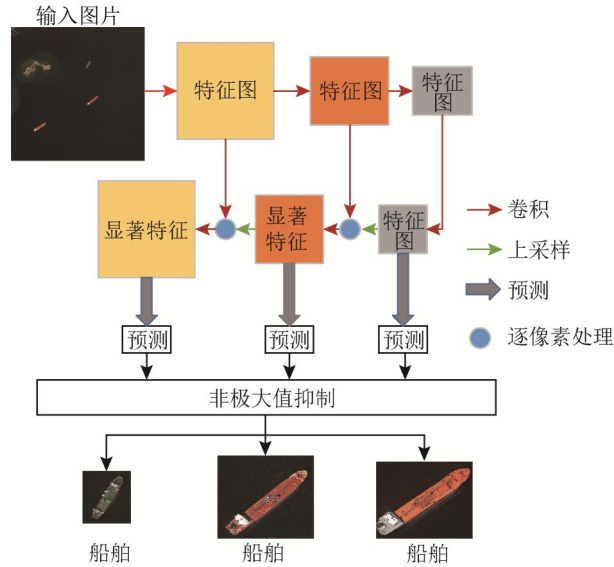 输入图片
特征图
特征图
特征
图
显著特征
显著
特征
特征
图
卷积
上采样
预测
逐像素处理
预测
预测
预测
非极大值抑制
船舶
船舶
船舶